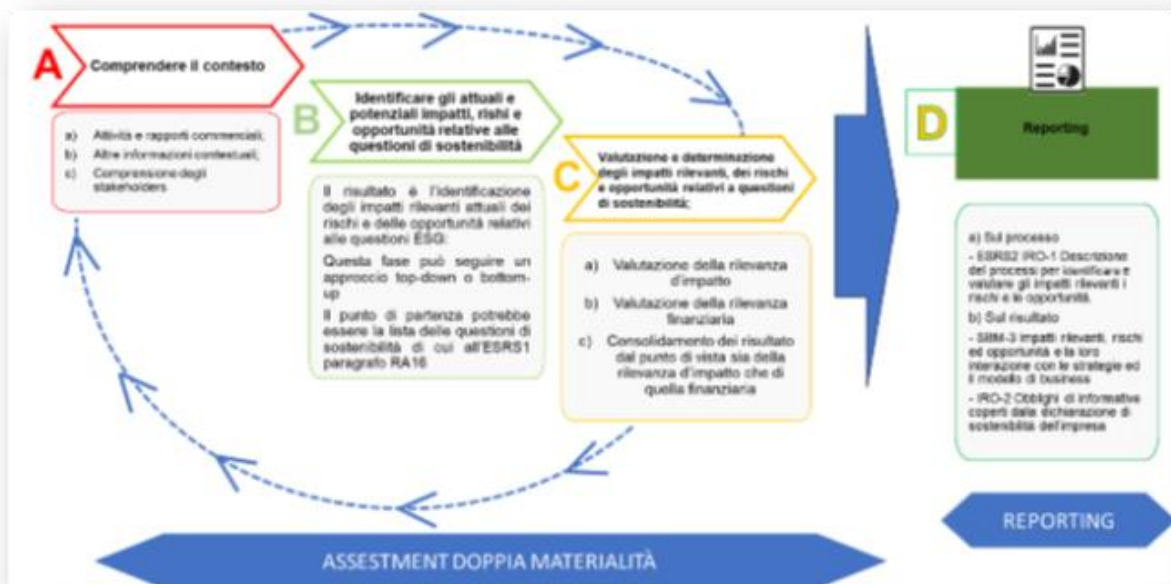 A
Comprendere il contesto
a) Attività e rapporti commerciali;
b) Altre informazioni contestuali;
c) Comprensione degli
stakeholders.
B
Identificare gli attuali e
potenziali impatti, rishi e
opportunità relative alle
questioni di sostenibilità
Il risultato è l'identificazione
degli impatti rilevanti attuali dei
rischi e delle opportunità relativi
alle questioni ESG:
Questa fase può seguire un
approccio top-down o bottom-
up
Il punto di partenza potrebbe
essere la lista delle questioni di
sostenibilità di cui all'ESRS1
paragrafo RA16
C
Valutazione e determinazione
degli impatti rilevanti, dei rischi
e opportunità relativi a questioni
di sostenibilità;
a) Valutazione della rilevanza
d'impatto
b) Valutazione della rilevanza
finanziaria
c) Consolidamento dei risultato
dal punto di vista sia della
rilevanza d'impatto che di
quella finanziaria
D
Reporting
a) Sul processo
- ESRS2 IRO-1 Descrizione
dei processi per identificare e
valutare gli impatti rilevanti i
rischi e le opportunità.
b) Sul risultato
- SBM-3 impatti rilevanti, rischi
ed opportunità e la loro
interazione con le strategie ed
il modello di business
- IRO-2 Obblighi di informative
coperti dalla dichiarazione di
sostenibilità dell'impresa
ASSESTMENT DOPPIA MATERIALITÀ
REPORTING